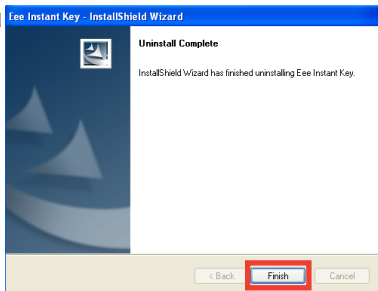 Eee Instant Key - InstallShield Wizard
Uninstall Complete
InstallShield Wizard has finished uninstalling Eee Instant Key.
< Back Finish Cancel